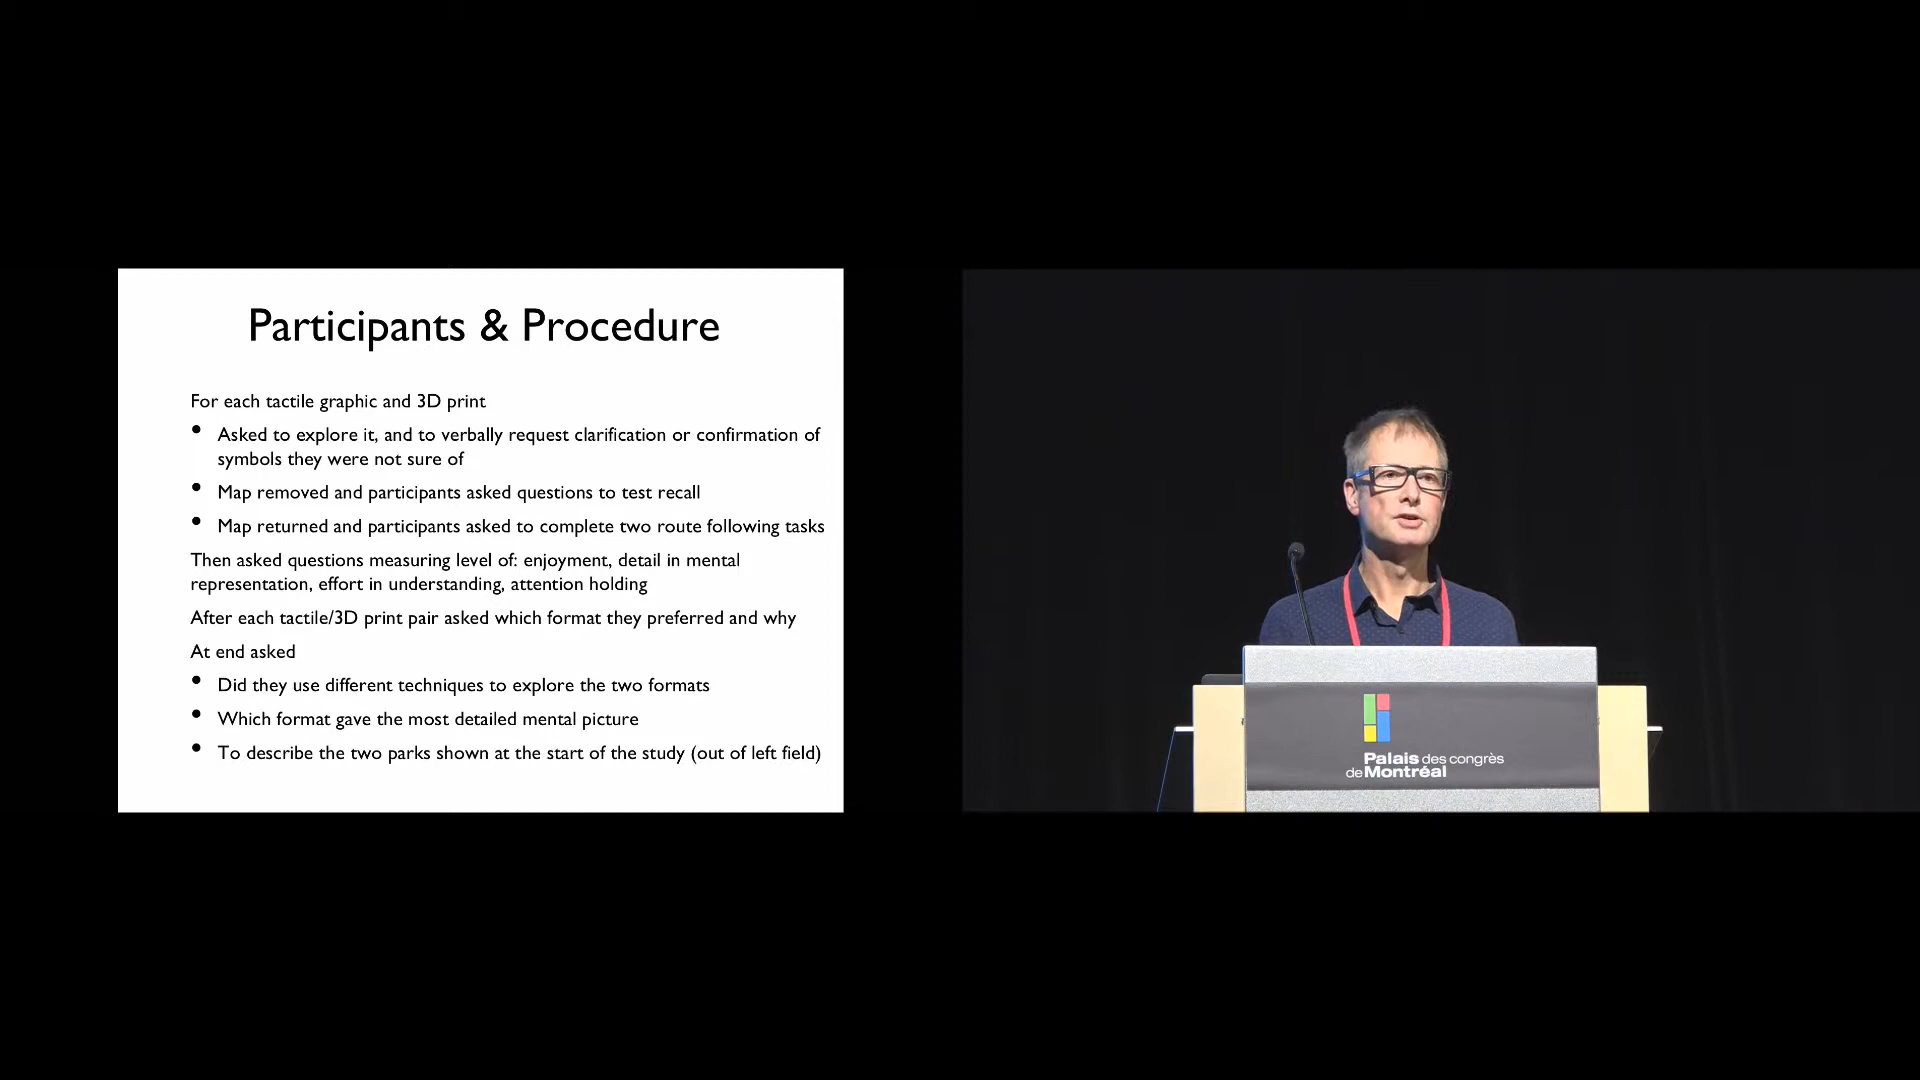 Participants & Procedure
For each tactile graphic and 3D print
• Asked to explore it, and to verbally request clarification or confirmation of
symbols they were not sure of
• Map removed and participants asked questions to test recall
• Map returned and participants asked to complete two route following tasks
Then asked questions measuring level of: enjoyment, detail in mental
representation, effort in understanding, attention holding
After each tactile/3D print pair asked which format they preferred and why
At end asked
• Did they use different techniques to explore the two formats
• Which format gave the most detailed mental picture
• To describe the two parks shown at the start of the study (out of left field)
Palais des congrès
de Montréal